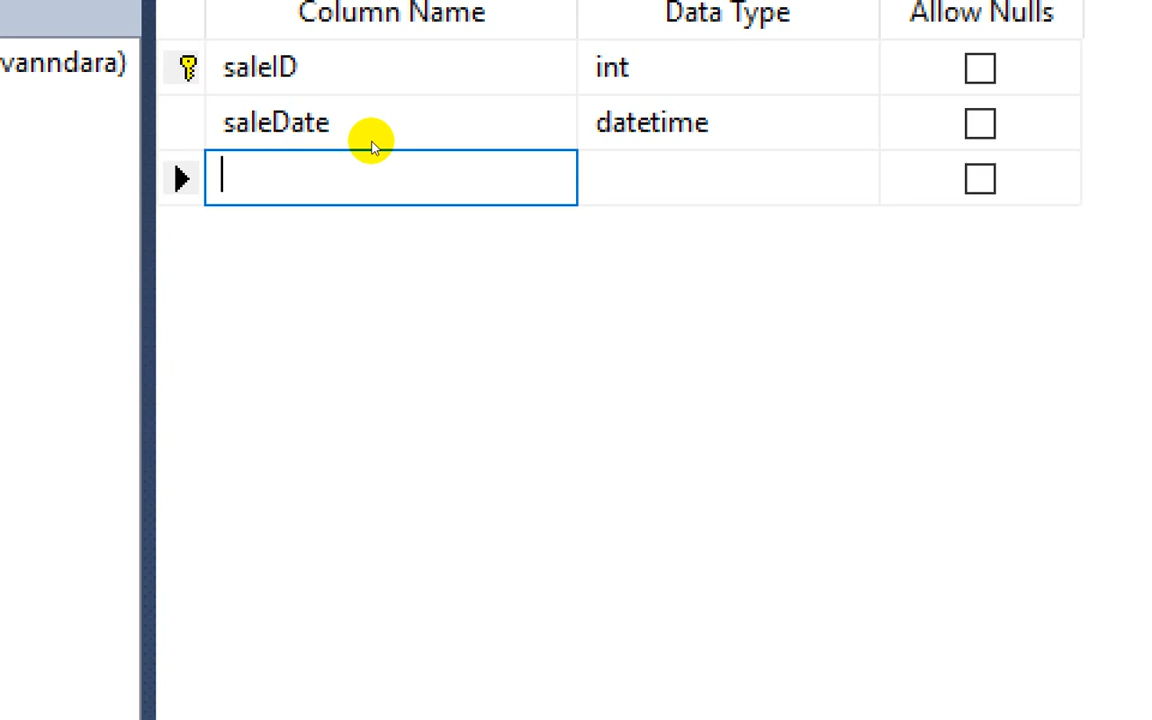 Column Name Data Type Allow Nulls
vanndara) saleID int
saleDate datetime